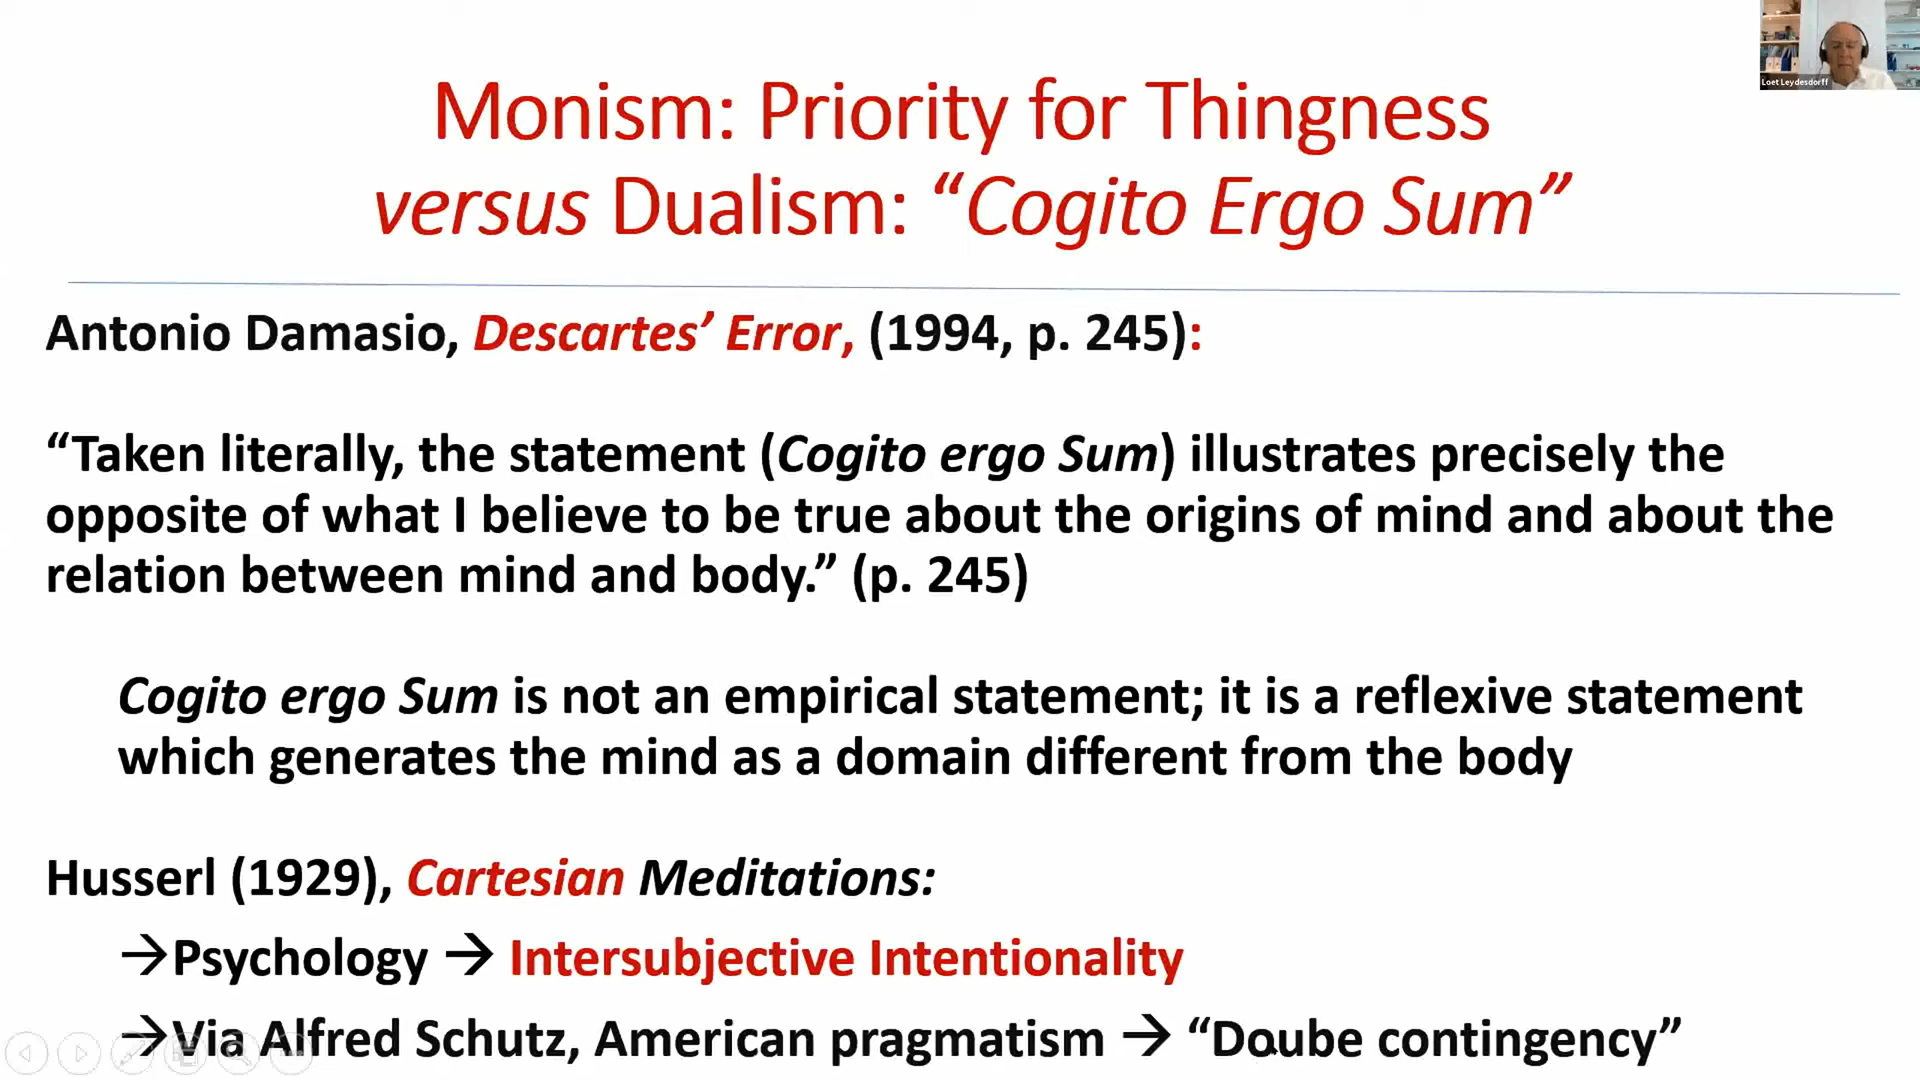 Loet Leydesdorff
Monism: Priority for Thingness
versus Dualism: “Cogito Ergo Sum”
Antonio Damasio, Descartes’ Error, (1994, p. 245):
“Taken literally, the statement (Cogito ergo Sum) illustrates precisely the
opposite of what I believe to be true about the origins of mind and about the
relation between mind and body.” (p. 245)
Cogito ergo Sum is not an empirical statement; it is a reflexive statement
which generates the mind as a domain different from the body
Husserl (1929), Cartesian Meditations:
→Psychology → Intersubjective Intentionality
→Via Alfred Schutz, American pragmatism → “Doube contingency”